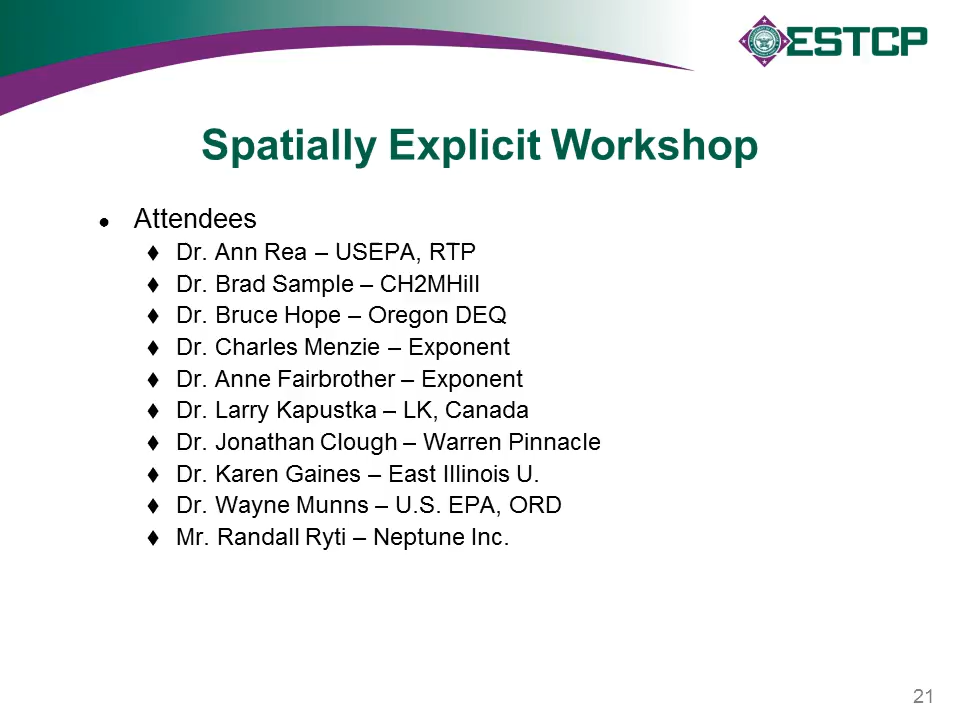 ESTCP
Spatially Explicit Workshop
● Attendees
♦ Dr. Ann Rea – USEPA, RTP
♦ Dr. Brad Sample – CH2MHill
♦ Dr. Bruce Hope – Oregon DEQ
♦ Dr. Charles Menzie – Exponent
♦ Dr. Anne Fairbrother – Exponent
♦ Dr. Larry Kapustka – LK, Canada
♦ Dr. Jonathan Clough – Warren Pinnacle
♦ Dr. Karen Gaines – East Illinois U.
♦ Dr. Wayne Munns – U.S. EPA, ORD
♦ Mr. Randall Ryti – Neptune Inc.
21